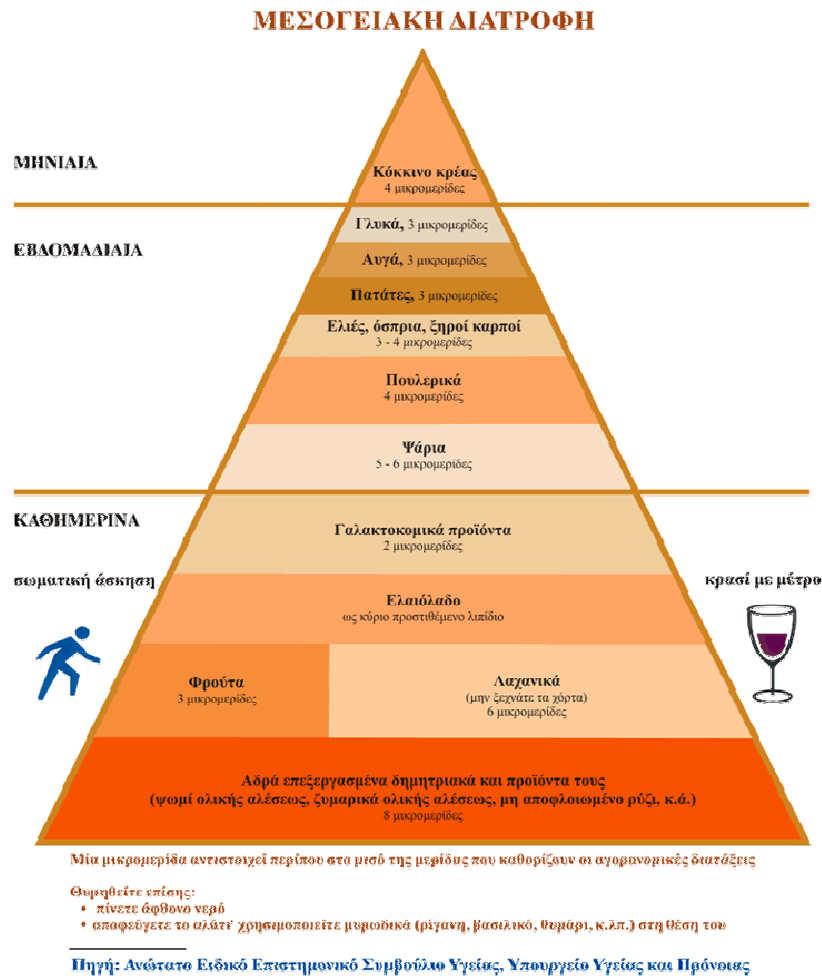 ΜΕΣΟΓΕΙΑΚΗ ΔΙΑΤΡΟΦΗ
ΜΗΝΙΑΙΑ
Κόκκινο κρέας
4 μικρομερίδες
ΕΒΔΟΜΑΔΙΑΙΑ
Γλυκά, 3 μικρομερίδες
Αυγά, 3 μικρομερίδες
Πατάτες, 3 μικρομερίδες
Ελιές, όσπρια, ξηροί καρποί
3 - 4 μικρομερίδες
Πουλερικά
4 μικρομερίδες
Ψάρια
5 - 6 μικρομερίδες
ΚΑΘΗΜΕΡΙΝΑ
Γαλακτοκομικά προϊόντα
2 μικρομερίδες
σωματική άσκηση
κρασί με μέτρο
Ελαιόλαδο
ως κύριο προστιθέμενο λιπίδιο
Φρούτα
3 μικρομερίδες
Λαχανικά
(μην ξεχνάτε τα χόρτα)
6 μικρομερίδες
Αδρά επεξεργασμένα δημητριακά και προϊόντα τους
(ψωμί ολικής αλέσεως, ζυμαρικά ολικής αλέσεως, μη αποφλοιωμένο ρύζι, κ.ά.)
8 μικρομερίδες
Μία μικρομερίδα αντιστοιχεί περίπου στο μισό της μερίδας που καθορίζουν οι αγορανομικές διατάξεις
Θυμηθείτε επίσης:
• πίνετε άφθονο νερό
• αποφεύγετε το αλάτι· χρησιμοποιείτε μυρωδικά (ρίγανη, βασιλικό, θυμάρι, κ.λπ.) στη θέση του
Πηγή: Ανώτατο Ειδικό Επιστημονικό Συμβούλιο Υγείας, Υπουργείο Υγείας και Πρόνοιας